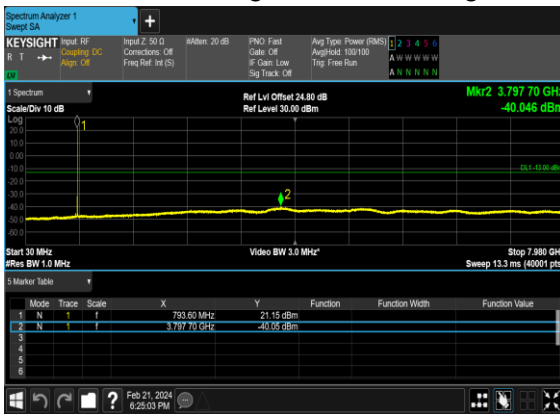 Spectrum Analyzer 1
Swept SA
KEYSIGHT
R T
LV
Input: RF
Coupling: DC
Align: Off
Input Z: 50 Ω
Corrections: Off
Freq Ref: Int (S)
#Atten: 20 dB
PNO: Fast
Gate: Off
IF Gain: Low
Sig Track: Off
Avg Type: Power (RMS)
Avg|Hold: 100/100
Trig: Free Run
1 2 3 4 5 6
A W W W W W
A N N N N N
1 Spectrum
Scale/Div 10 dB
Ref Lvl Offset 24.80 dB
Ref Level 30.00 dBm
Mkr2 3.797 70 GHz
-40.046 dBm
Log
20.0
10.0
0.00
-10.0
-20.0
-30.0
-40.0
-50.0
-60.0
1
2
DL1 -13.00 dBm
Start 30 MHz
#Res BW 1.0 MHz
Video BW 3.0 MHz*
Stop 7.980 GH
Sweep 13.3 ms (40001 pts
5 Marker Table
Mode Trace Scale X Y Function Function Width Function Value
1 N 1 f 793.60 MHz 21.15 dBm
2 N 1 f 3.797 70 GHz -40.05 dBm
3
4
5
6
?
Feb 21, 2024
6:25:03 PM